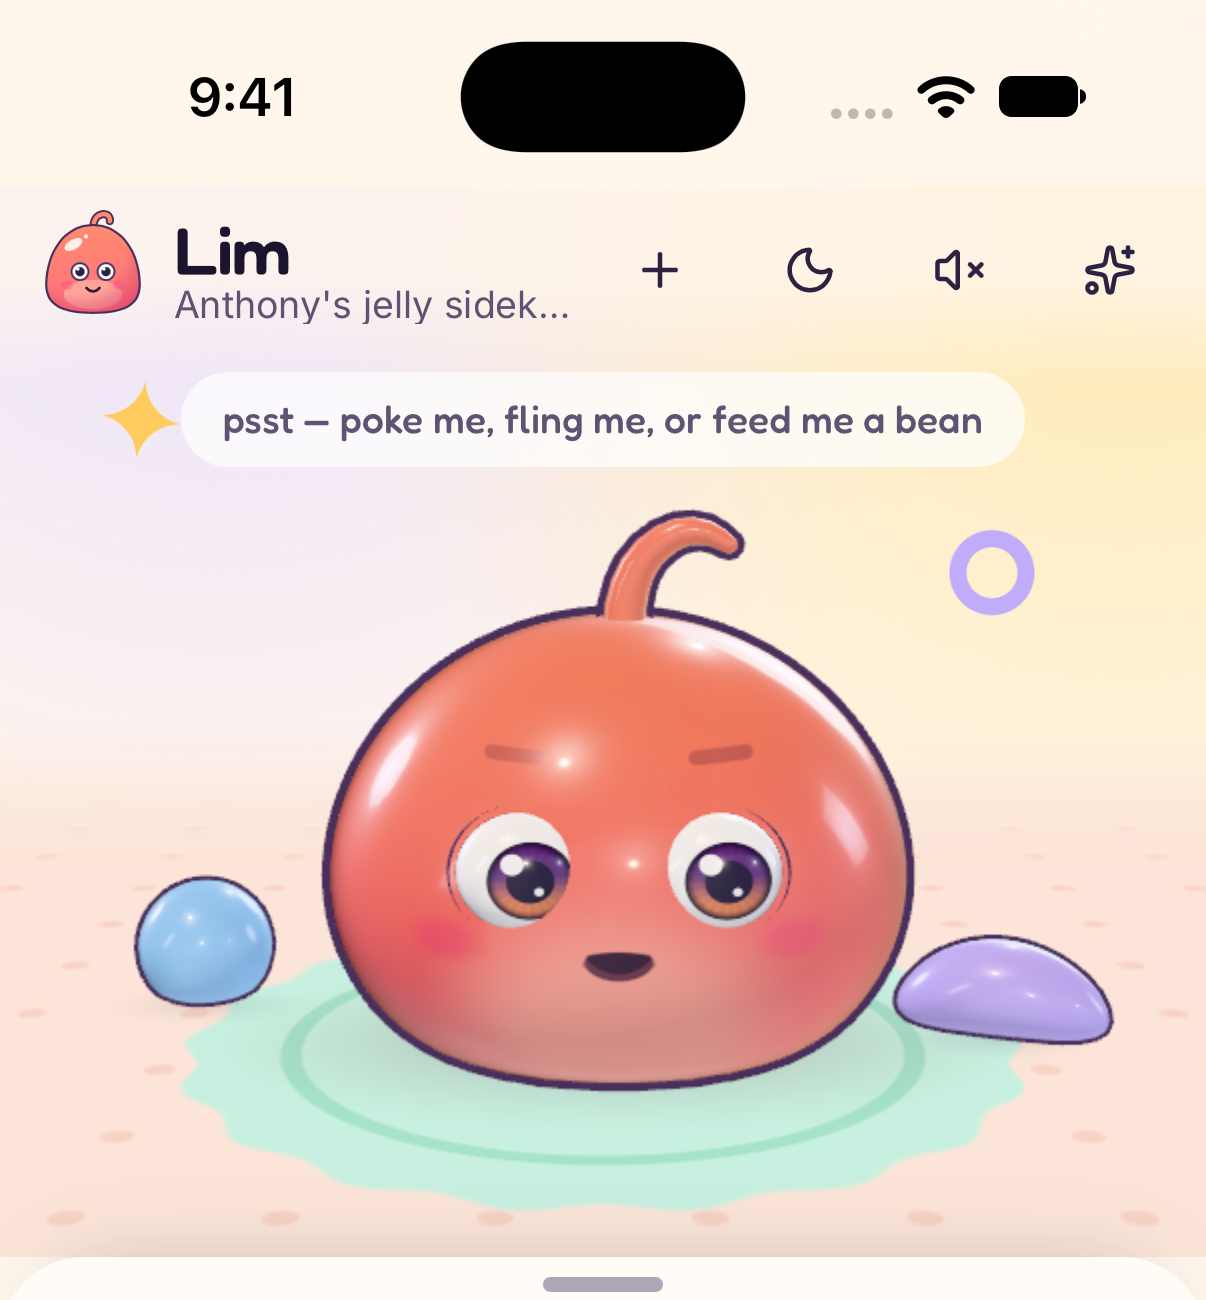 9:41
Lim
Anthony's jelly sidek...
psst — poke me, fling me, or feed me a bean